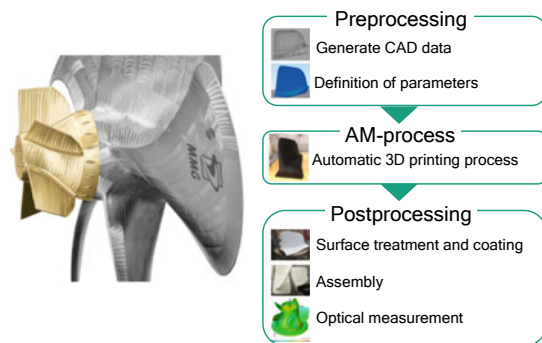 Preprocessing
Generate CAD data
Definition of parameters
AM-process
Automatic 3D printing process
Postprocessing
Surface treatment and coating
Assembly
Optical measurement
MMG